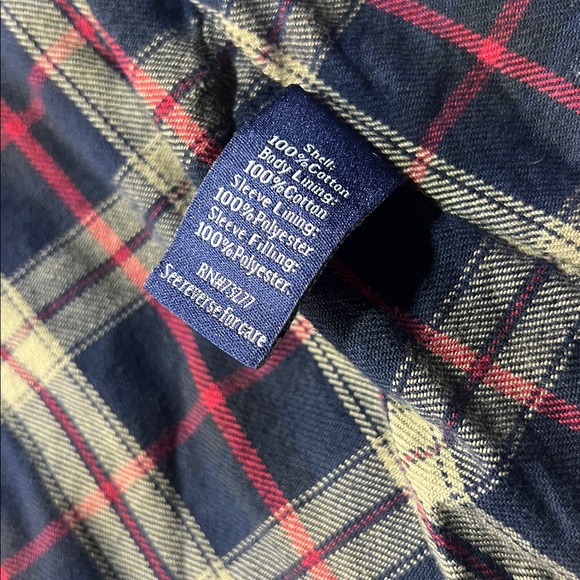 Shell:
100%Cotton
Body Lining:
100%Cotton
Sleeve Lining:
100%Polyester
Sleeve Filling:
100%Polyester.
RN#73277
See reverse for care